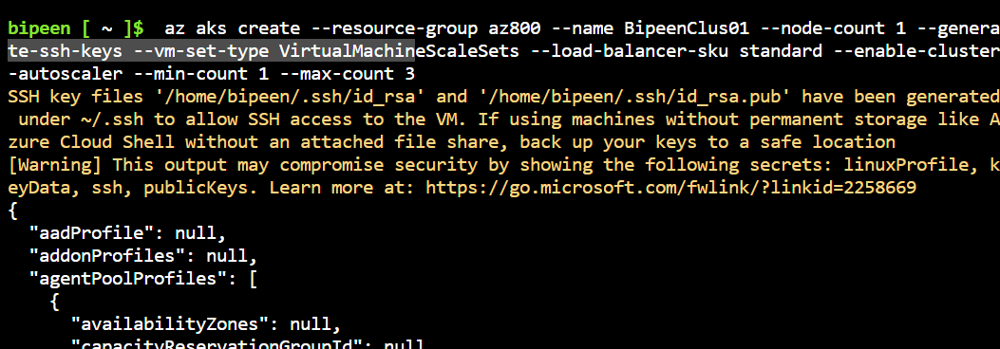 bipeen [ ~ ]$  az aks create --resource-group az800 --name BipeenClus01 --node-count 1 --genera
te-ssh-keys --vm-set-type VirtualMachineScaleSets --load-balancer-sku standard --enable-cluster
-autoscaler --min-count 1 --max-count 3
SSH key files '/home/bipeen/.ssh/id_rsa' and '/home/bipeen/.ssh/id_rsa.pub' have been generated
 under ~/.ssh to allow SSH access to the VM. If using machines without permanent storage like A
zure Cloud Shell without an attached file share, back up your keys to a safe location
[Warning] This output may compromise security by showing the following secrets: linuxProfile, k
eyData, ssh, publicKeys. Learn more at: https://go.microsoft.com/fwlink/?linkid=2258669
{
  "aadProfile": null,
  "addonProfiles": null,
  "agentPoolProfiles": [
    {
      "availabilityZones": null,
      "capacityReservationGroupId": null